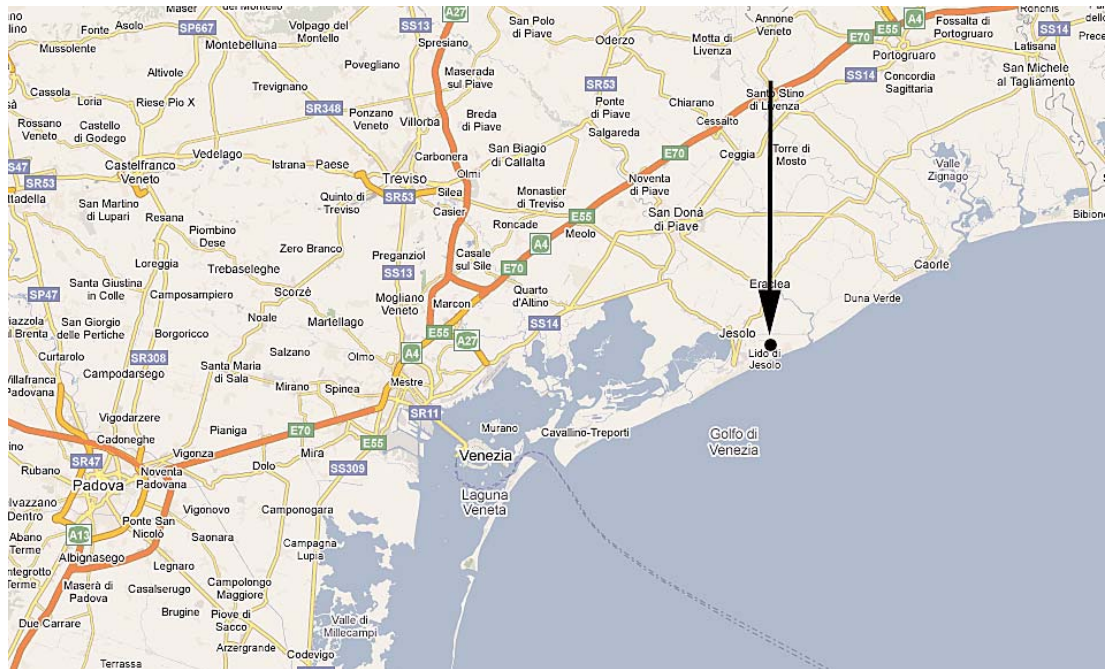 Fonte
Asolo
SP667
Volpago del
Montello
SS13
A27
San Polo
di Piave
Annone
Veneto
E55
A4
Fossalta di
Portogruaro
Ronchis
SS14
Mussolente
Montebelluna
Spresiano
Oderzo
Motta di
Livenza
E70
Portogruaro
Latisana
Povegliano
Altivole
Maserada
sul Piave
SR53
SS14
Concordia
Sagittaria
San Michele
al Tagliamento
Cassola
Loria
Riese Pio X
Trevignano
SR348
Ponzano
Veneto
Breda
di Piave
Ponte
di Piave
Chiarano
Santo Stino
di Livenza
Rossano
Veneto
Castello
di Godego
Villorba
Salgareda
Cessalto
SS47
Vedelago
Istrana
Paese
Carbonera
San Biagio
di Callalta
E70
Ceggia
Torre di
Mosto
Valle
Zignago
SR53
Castelfranco
Veneto
Treviso
Olmi
Noventa
di Piave
San Martino
di Lupari
Resana
Quinto di
Treviso
SR53
Silea
Monastier
di Treviso
Casier
E55
San Donà
di Piave
Bibione
Piombino
Dese
Zero Branco
Roncade
Meolo
A4
Loreggia
Trebaseleghe
Preganziol
Casale
sul Sile
E70
Caorle
SP47
Santa Giustina
in Colle
Camposampiero
Scorzè
SS13
Mogliano
Veneto
Marcon
Quarto
d'Altino
Eraclea
Duna Verde
San Giorgio
delle Pertiche
Borgoricco
Noale
Martellago
E55
A27
SS14
Jesolo
Curtarolo
SR308
Salzano
Olmo
A4
Lido di
Jesolo
Villafranca
Padovana
Campodarsego
Santa Maria
di Sala
Mirano
Spinea
Mestre
Vigodarzere
Cadoneghe
Pianiga
E70
SR11
Murano
Cavallino-Treporti
Golfo di
Venezia
SR47
Vigonza
Mira
E55
Venezia
Rubano
Noventa
Padovana
Dolo
SS309
Padova
Laguna
Veneta
Vigonovo
Camponogara
Ponte San
Nicolò
Abano
Terme
A13
Saonara
Campagna
Lupia
Albignasego
Legnaro
Maserà di
Padova
Casalserugo
Campolongo
Maggiore
Brugine
Piove di
Sacco
Valle di
Millecampi
Due Carrare
Arzergrande
Terrassa
Codevigo